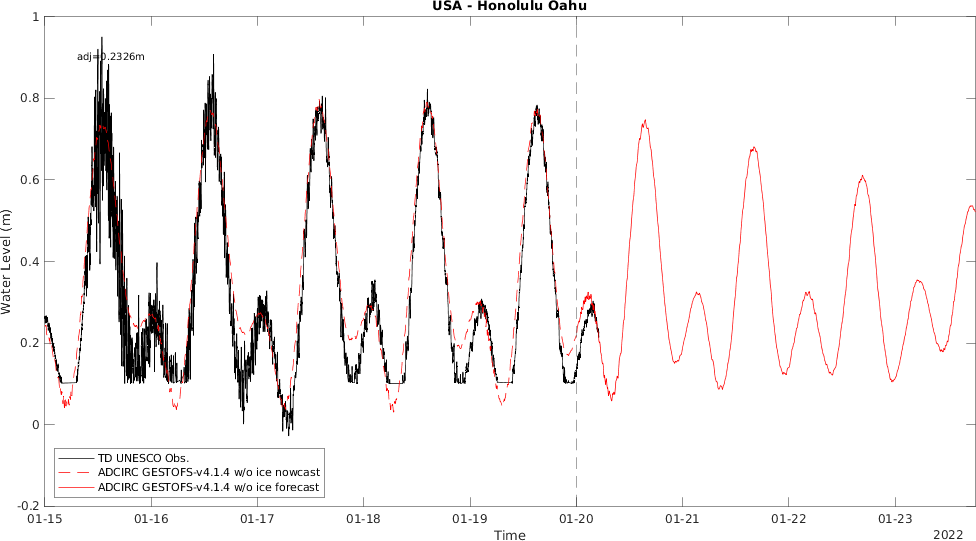 USA - Honolulu Oahu
adj=0.2326m
Water Level (m)
1
0.8
0.6
0.4
0.2
0
-0.2
TD UNESCO Obs.
ADCIRC GESTOFS-v4.1.4 w/o ice nowcast
ADCIRC GESTOFS-v4.1.4 w/o ice forecast
01-15 01-16 01-17 01-18 01-19 01-20 01-21 01-22 01-23
Time
2022